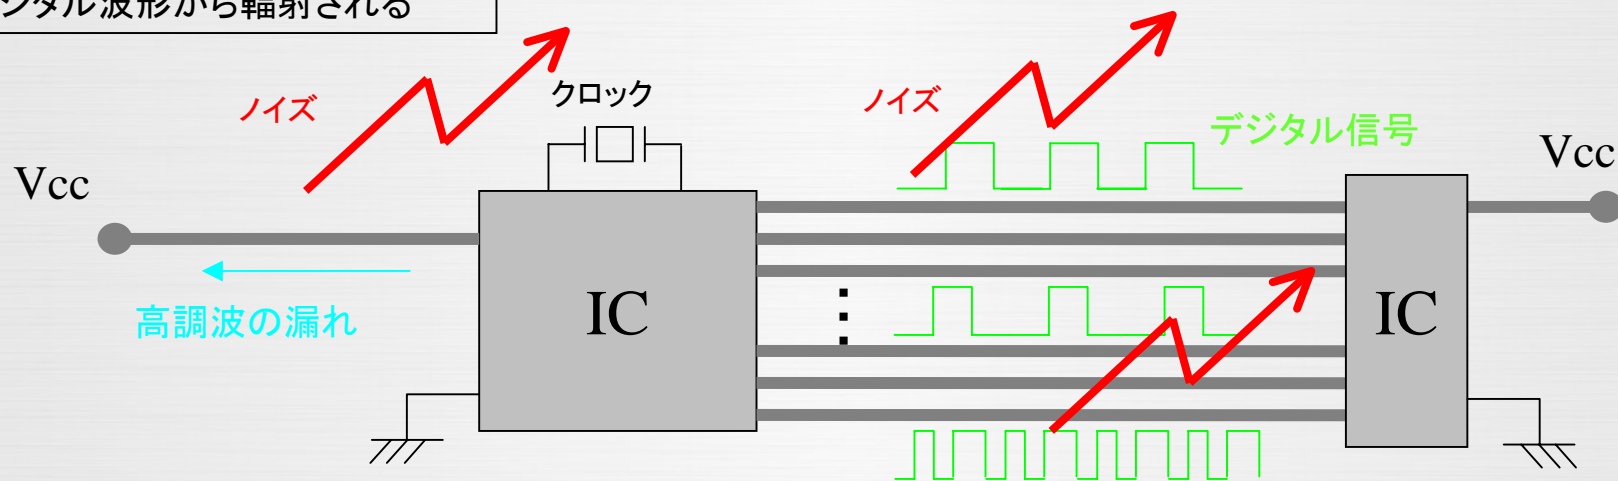 ジタル波形から輻射される
ノイズ
クロック
ノイズ
デジタル信号
Vcc
Vcc
高調波の漏れ
IC
IC